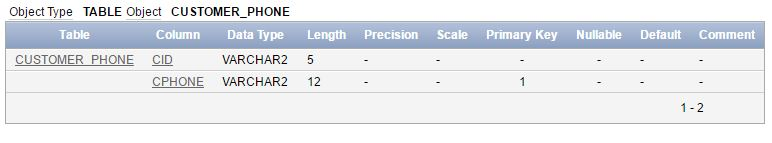 Object Type TABLE Object CUSTOMER_PHONE
Table Column Data Type Length Precision Scale Primary Key Nullable Default Comment
CUSTOMER_PHONE CID VARCHAR2 5 - - - - - -
CPHONE VARCHAR2 12 - - 1 - - -
1 - 2